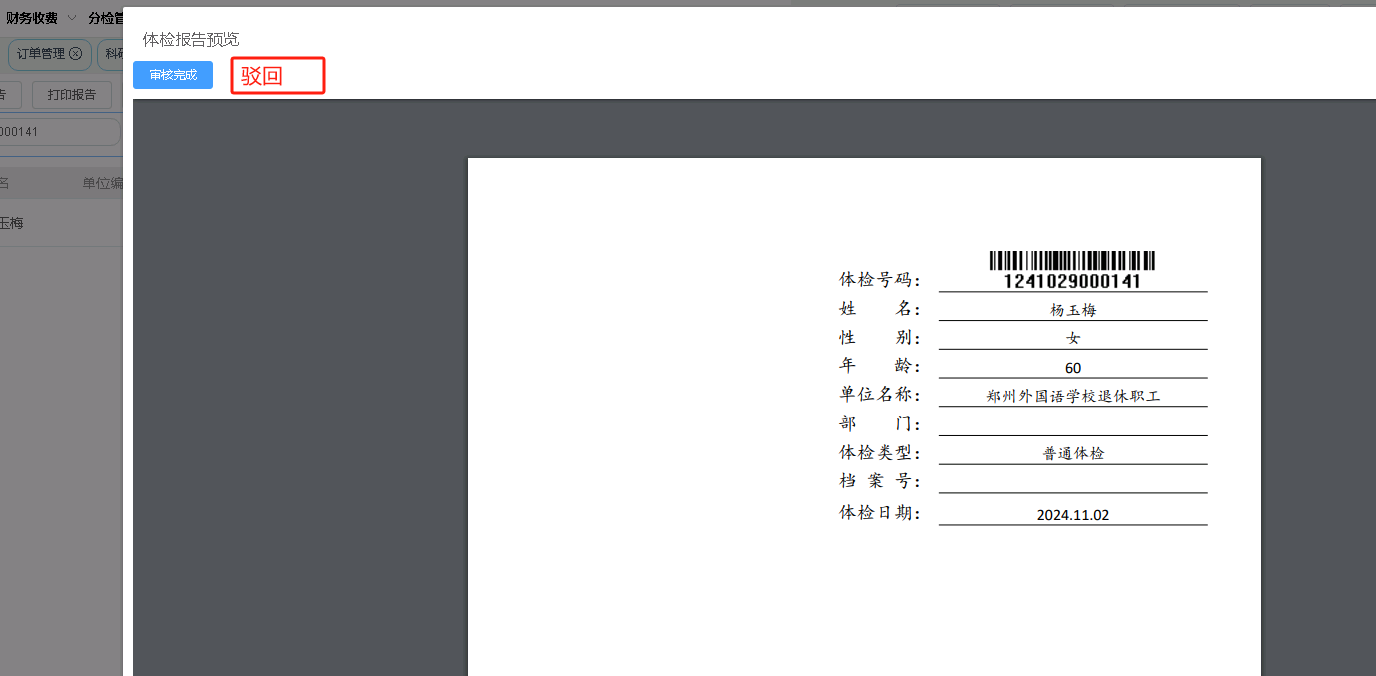 财务收费 分检管
体检报告预览
订单管理 科研
审核完成 驳回
告 打印报告
000141
名 单位编
玉梅
1241029000141
体检号码：
姓 名： 杨玉梅
性 别： 女
年 龄： 60
单位名称： 郑州外国语学校退休职工
部 门：
体检类型： 普通体检
档 案 号：
体检日期： 2024.11.02